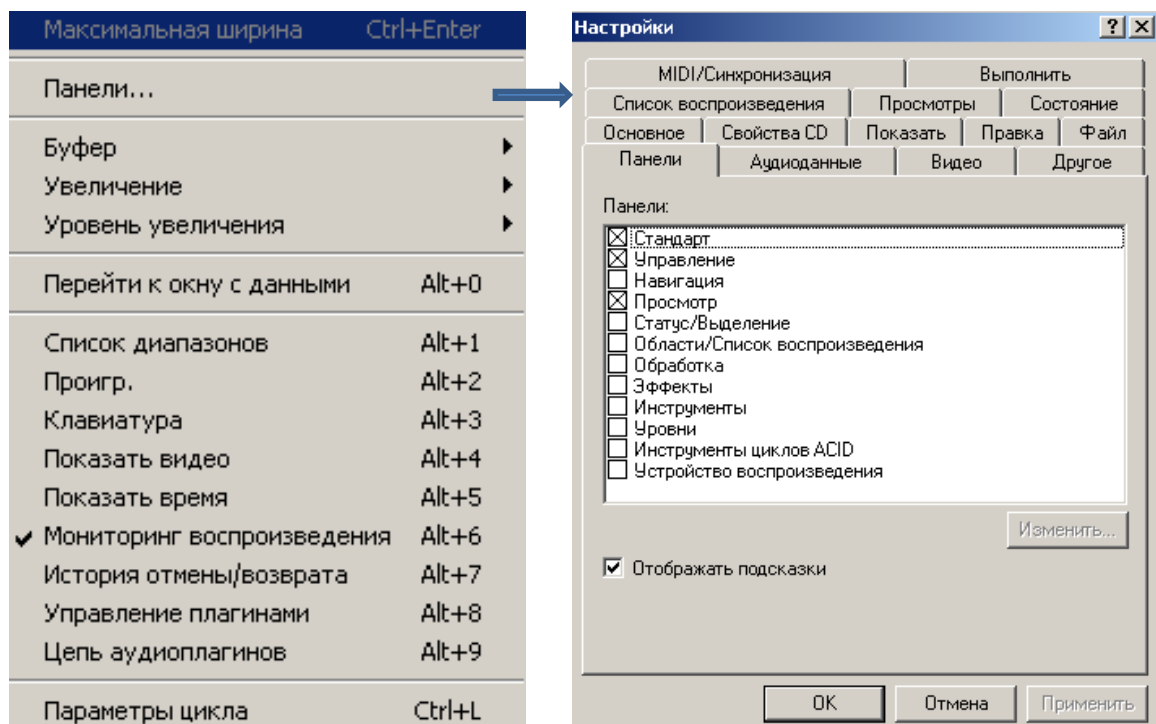 Максимальная ширина Ctrl+Enter
Панели...
Буфер
Увеличение
Уровень увеличения
Перейти к окну с данными Alt+0
Список диапазонов Alt+1
Проигр. Alt+2
Клавиатура Alt+3
Показать видео Alt+4
Показать время Alt+5
Мониторинг воспроизведения Alt+6
История отмены/возврата Alt+7
Управление плагинами Alt+8
Цепь аудиоплагинов Alt+9
Параметры цикла Ctrl+L
Настройки
MIDI/Синхронизация Выполнить
Список воспроизведения Просмотры Состояние
Основное Свойства CD Показать Правка Файл
Панели Аудиоданные Видео Другое
Панели:
Стандарт
Управление
Навигация
Просмотр
Статус/Выделение
Области/Список воспроизведения
Обработка
Эффекты
Инструменты
Уровни
Инструменты циклов ACID
Устройство воспроизведения
Изменить...
Отображать подсказки
OK Отмена Применить